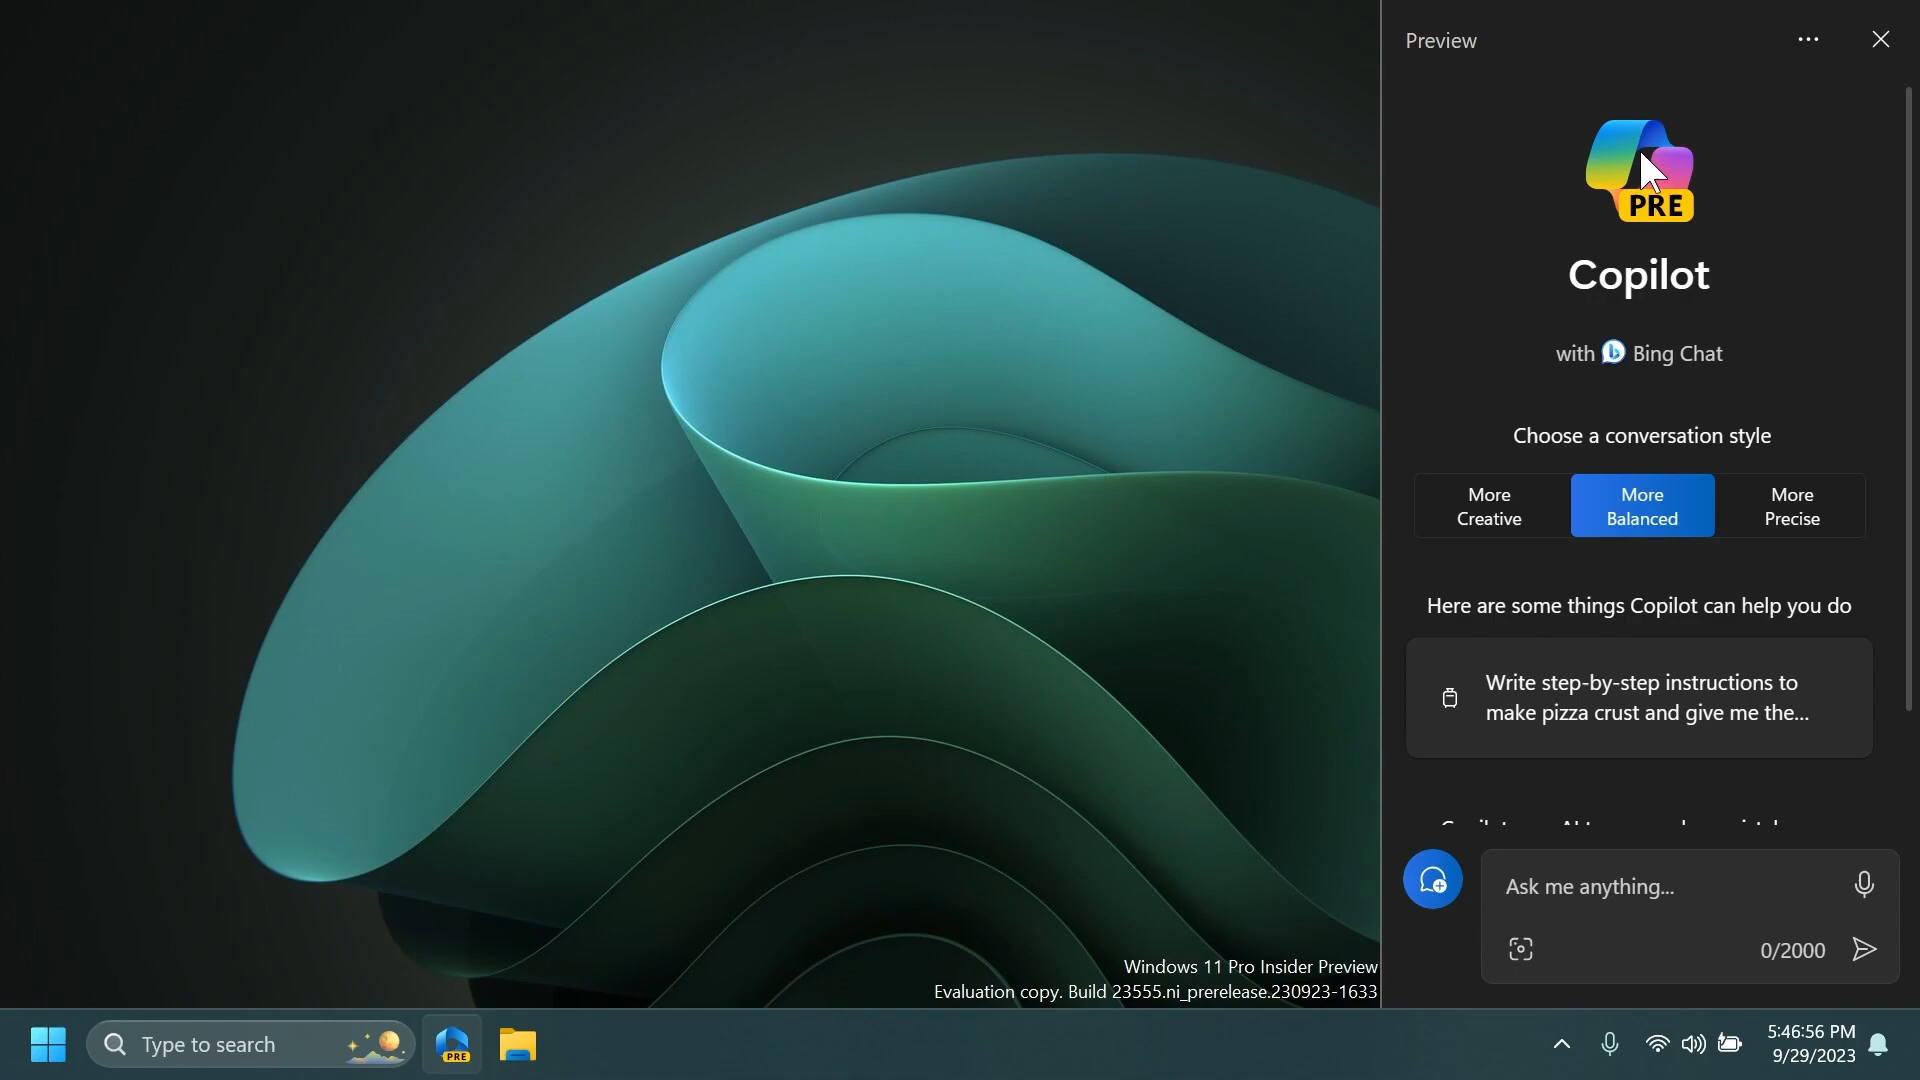 Preview
PRE
Copilot
with Bing Chat
Choose a conversation style
More
Creative
More
Balanced
More
Precise
Here are some things Copilot can help you do
Write step-by-step instructions to
make pizza crust and give me the...
Ask me anything...
0/2000
Windows 11 Pro Insider Preview
Evaluation copy. Build 23555.ni_prerelease.230923-1633
Type to search
PRE
5:46:56 PM
9/29/2023